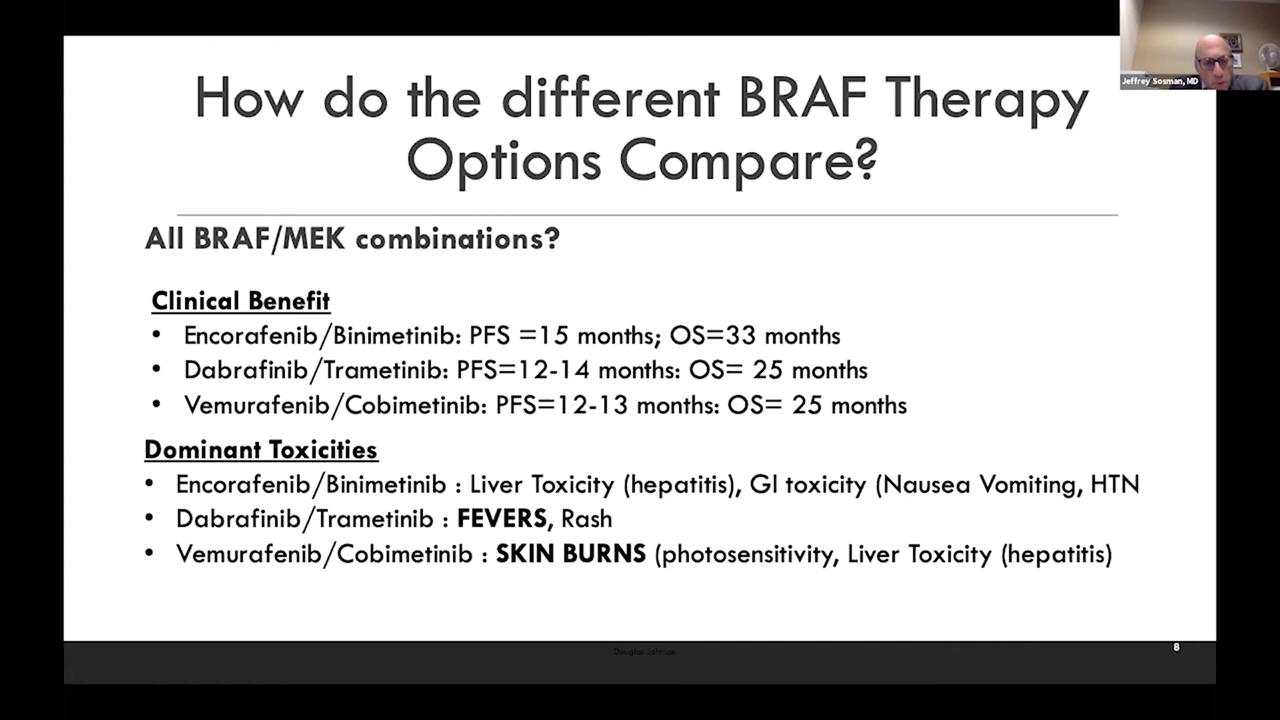 Jeffrey Sosman, MD
How do the different BRAF Therapy
Options Compare?
All BRAF/MEK combinations?
Clinical Benefit
• Encorafenib/Binimetinib: PFS =15 months; OS=33 months
• Dabrafinib/Trametinib: PFS=12-14 months: OS= 25 months
• Vemurafenib/Cobimetinib: PFS=12-13 months: OS= 25 months
Dominant Toxicities
• Encorafenib/Binimetinib : Liver Toxicity (hepatitis), GI toxicity (Nausea Vomiting, HTN
• Dabrafinib/Trametinib : FEVERS, Rash
• Vemurafenib/Cobimetinib : SKIN BURNS (photosensitivity, Liver Toxicity (hepatitis)
Douglas Johnson
8